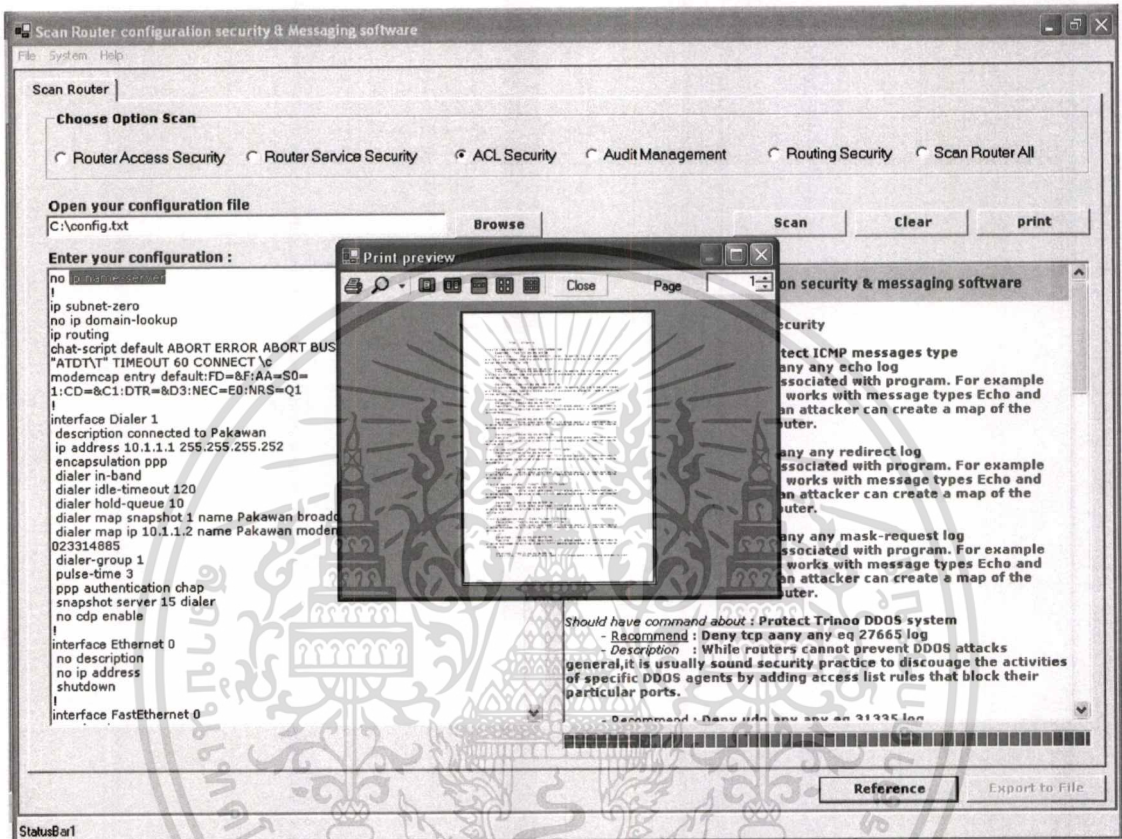 Scan Router configuration security & Messaging software
File System Help
Scan Router
Choose Option Scan
Router Access Security Router Service Security ACL Security Audit Management Routing Security Scan Router All
Open your configuration file
C:\config.txt Browse Scan Clear print
Enter your configuration :
no ip name-server
!
ip subnet-zero
no ip domain-lookup
ip routing
chat-script default ABORT ERROR ABORT BUS
"ATDT\T" TIMEOUT 60 CONNECT \c
modemcap entry default:FD=&F:AA=S0=
1:CD=&C1:DTR=&D3:NEC=E0:NRS=Q1
!
interface Dialer 1
description connected to Pakawan
ip address 10.1.1.1 255.255.255.252
encapsulation ppp
dialer in-band
dialer idle-timeout 120
dialer hold-queue 10
dialer map snapshot 1 name Pakawan broadc
dialer map ip 10.1.1.2 name Pakawan modem
023314885
dialer-group 1
pulse-time 3
ppp authentication chap
snapshot server 15 dialer
no cdp enable
!
interface Ethernet 0
no description
no ip address
shutdown
!
interface FastEthernet 0
Print preview
Close Page 1
on security & messaging software
ecurity
tect ICMP messages type
any any echo log
ssociated with program. For example
works with message types Echo and
an attacker can create a map of the
uter.
any any redirect log
ssociated with program. For example
works with message types Echo and
an attacker can create a map of the
uter.
any any mask-request log
ssociated with program. For example
works with message types Echo and
an attacker can create a map of the
uter.
Should have command about : Protect Trinoo DDOS system
- Recommend : Deny tcp aany any eq 27665 log
- Description : While routers cannot prevent DDOS attacks
general,it is usually sound security practice to discouage the activities
of specific DDOS agents by adding access list rules that block their
particular ports.
- Recommend : Deny udp any any eq 31335 log
Reference Export to File
StatusBar1